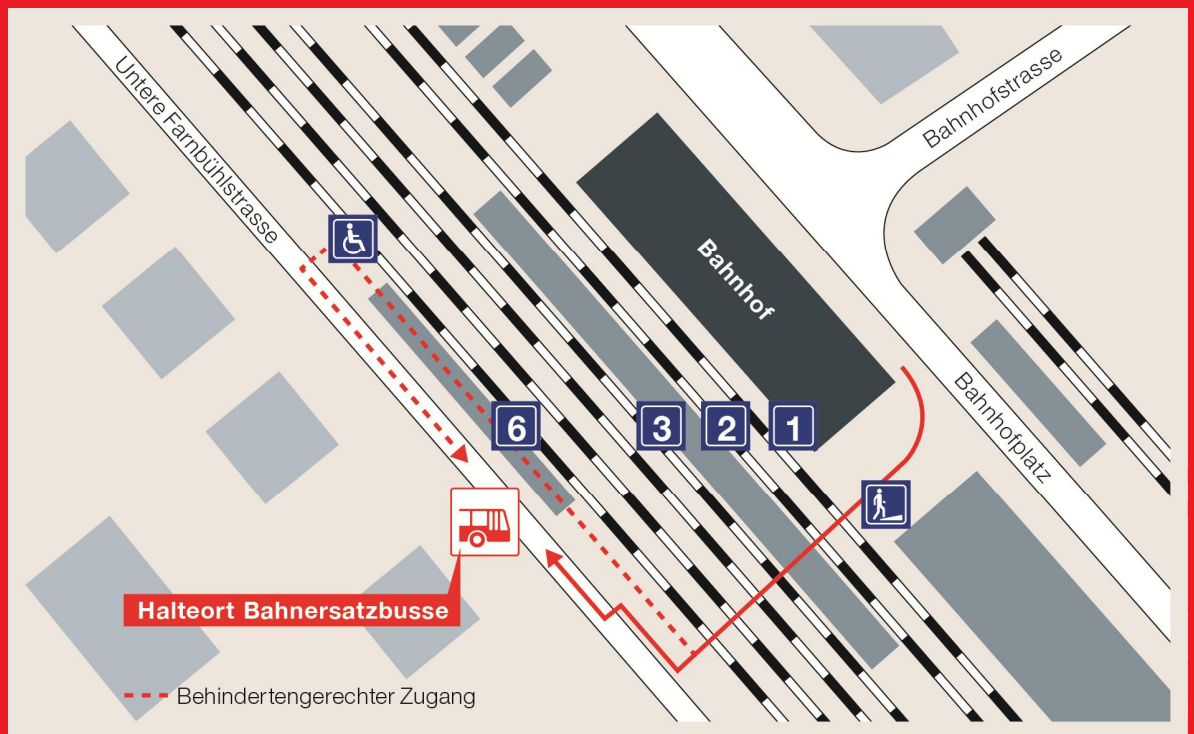 Untere Farnbühlstrasse
Bahnhofstrasse
Bahnhof
Bahnhofplatz
6
3
2
1
Halteort Bahnersatzbusse
Behindertengerechter Zugang